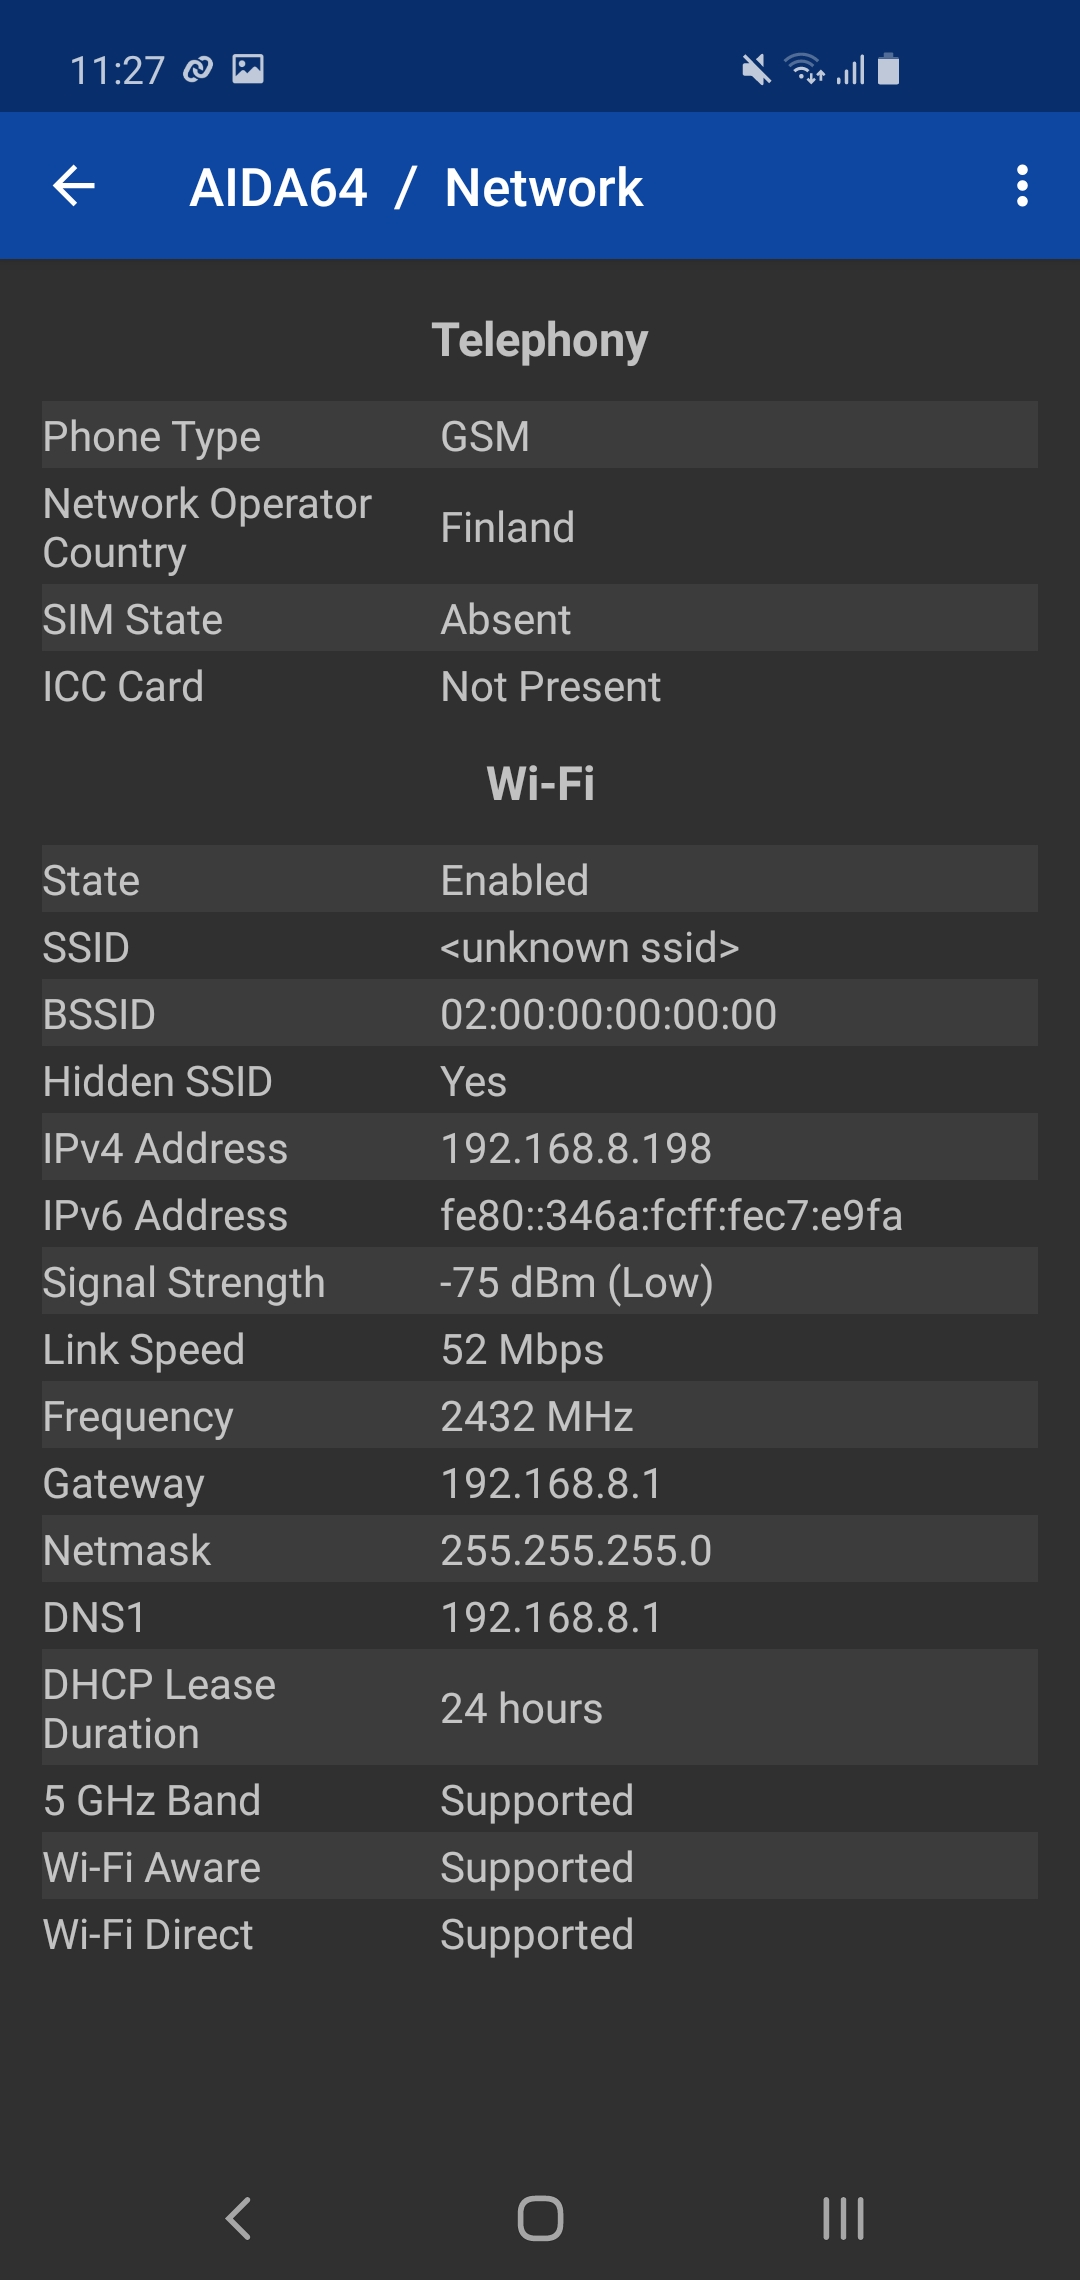 11:27
AIDA64 / Network
Telephony
Phone Type GSM
Network Operator Country Finland
SIM State Absent
ICC Card Not Present
Wi-Fi
State Enabled
SSID <unknown ssid>
BSSID 02:00:00:00:00:00
Hidden SSID Yes
IPv4 Address 192.168.8.198
IPv6 Address fe80::346a:fcff:fec7:e9fa
Signal Strength -75 dBm (Low)
Link Speed 52 Mbps
Frequency 2432 MHz
Gateway 192.168.8.1
Netmask 255.255.255.0
DNS1 192.168.8.1
DHCP Lease Duration 24 hours
5 GHz Band Supported
Wi-Fi Aware Supported
Wi-Fi Direct Supported